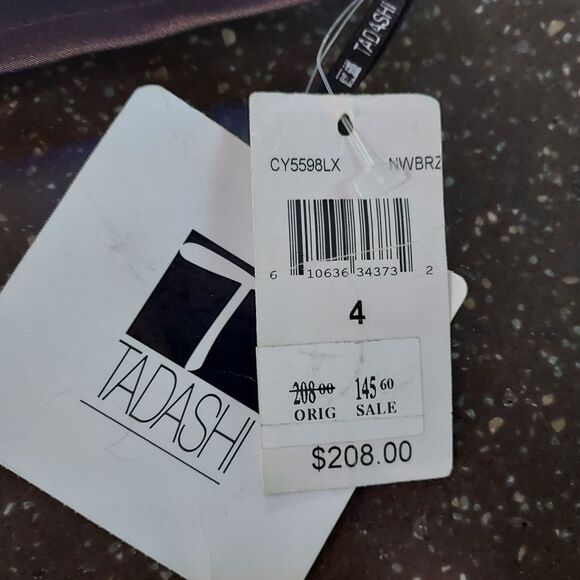 TADASHI
CY5598LX NWBRZ
6 10636 34373 2
4
208 00 145 60
ORIG SALE
$208.00
T
TADASHI